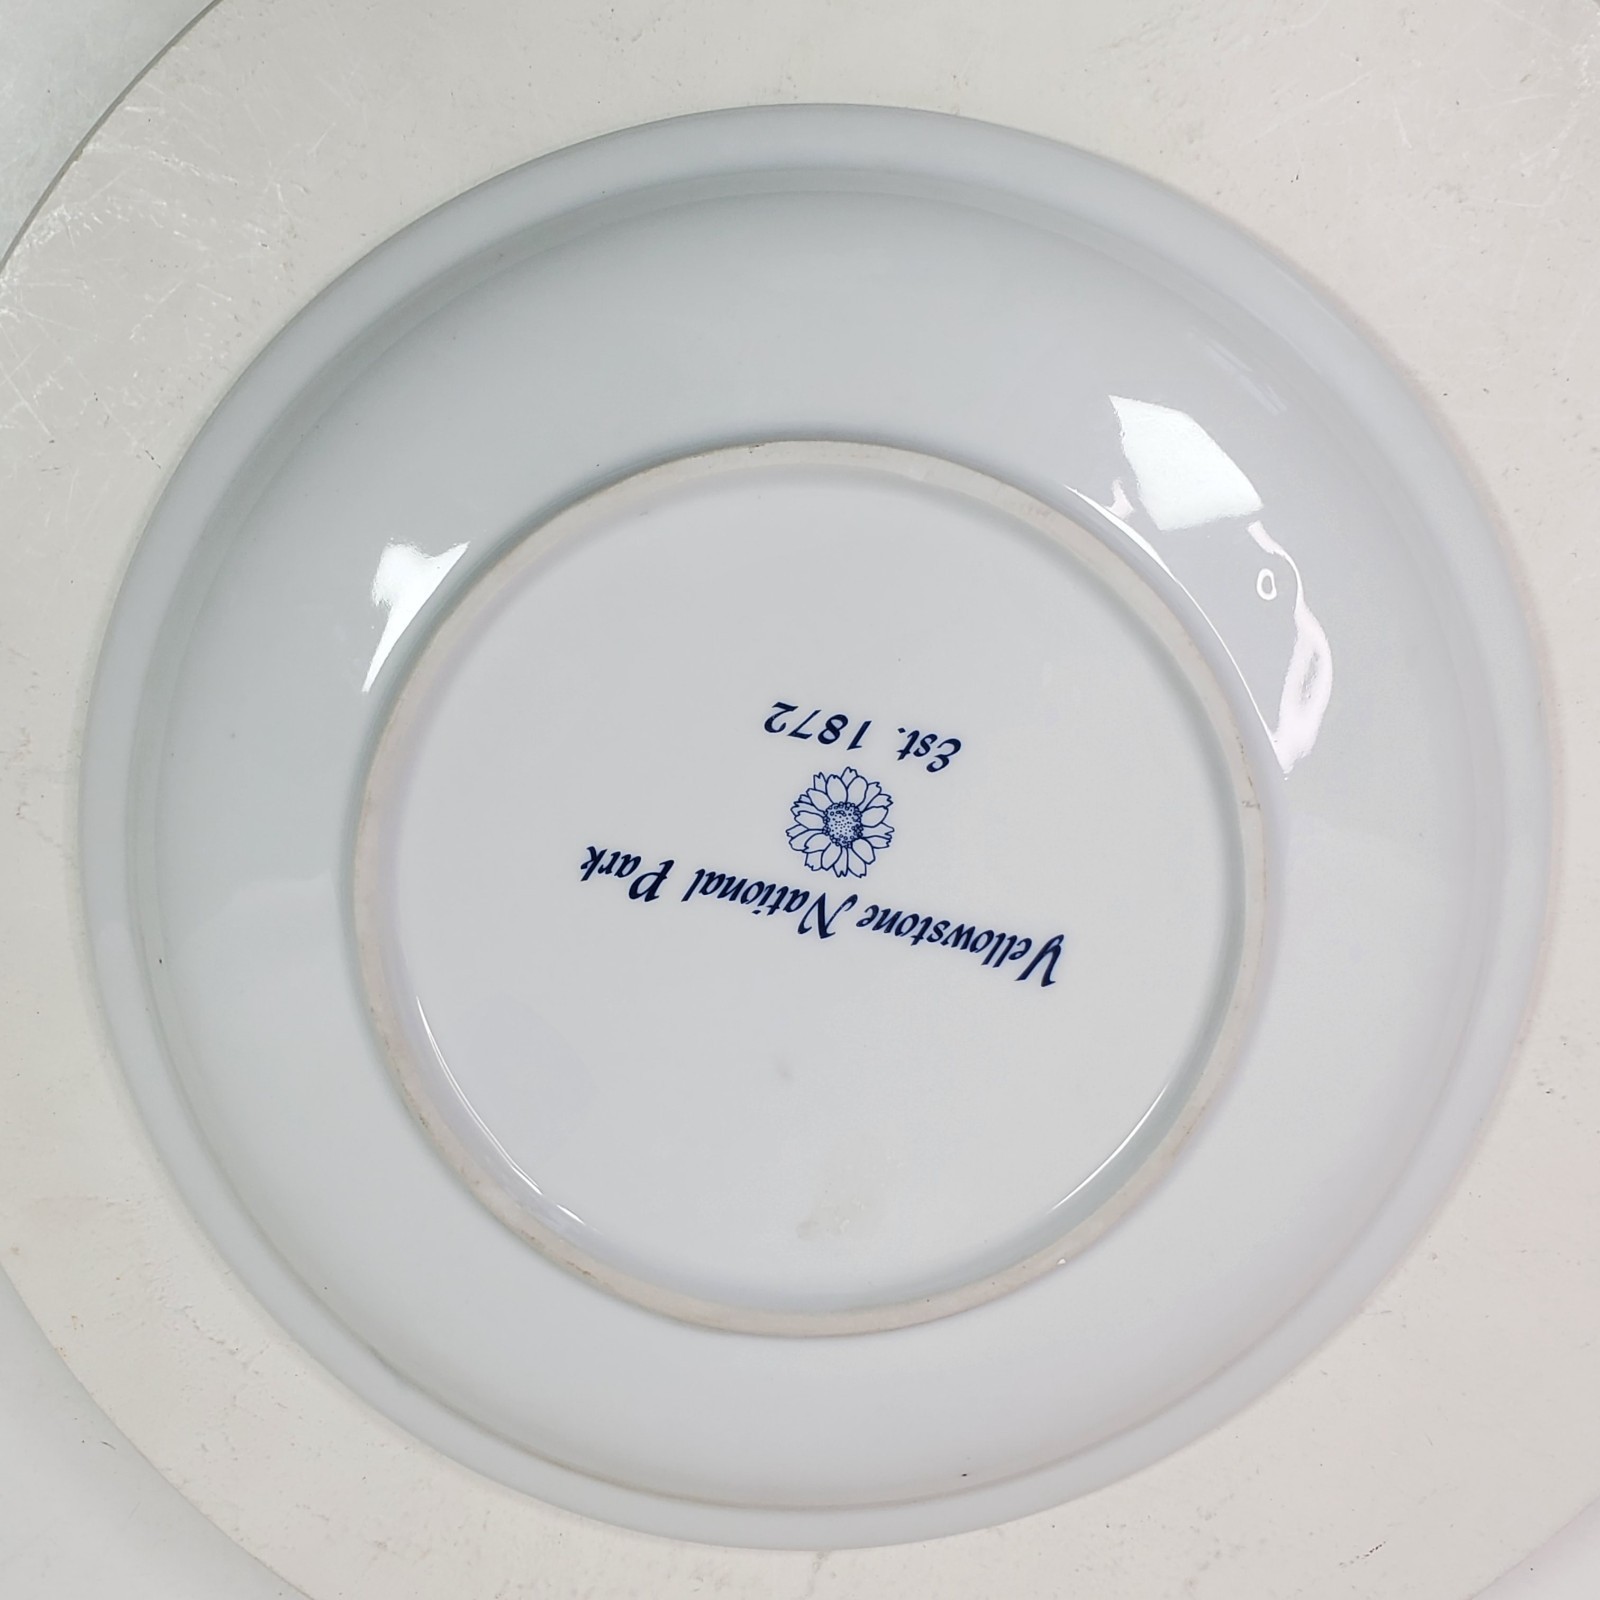 Yellowstone National Park
Est. 1872